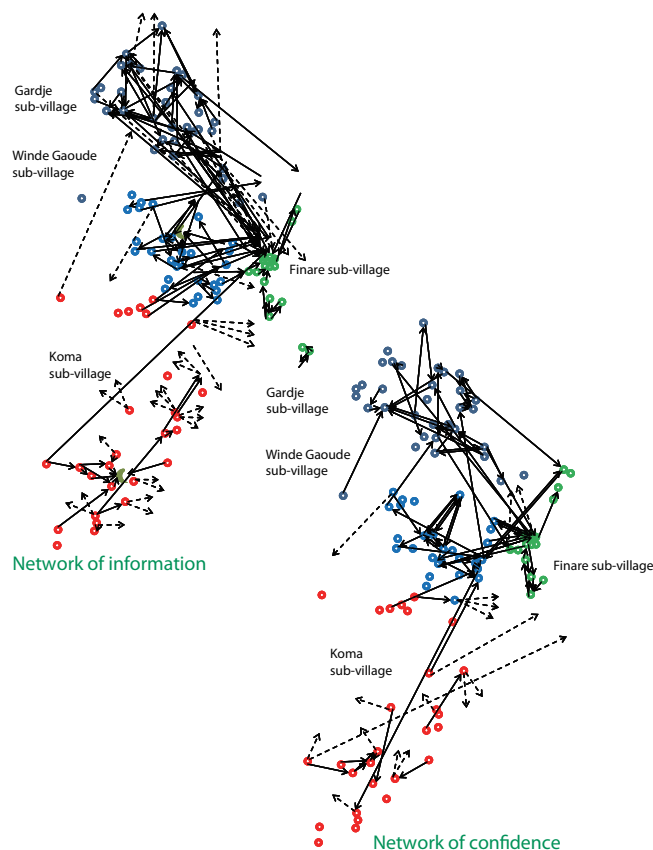 Gardje
sub-village
Winde Gaoude
sub-village
Finare sub-village
Koma
sub-village
Network of information
Gardje
sub-village
Winde Gaoude
sub-village
Finare sub-village
Koma
sub-village
Network of confidence